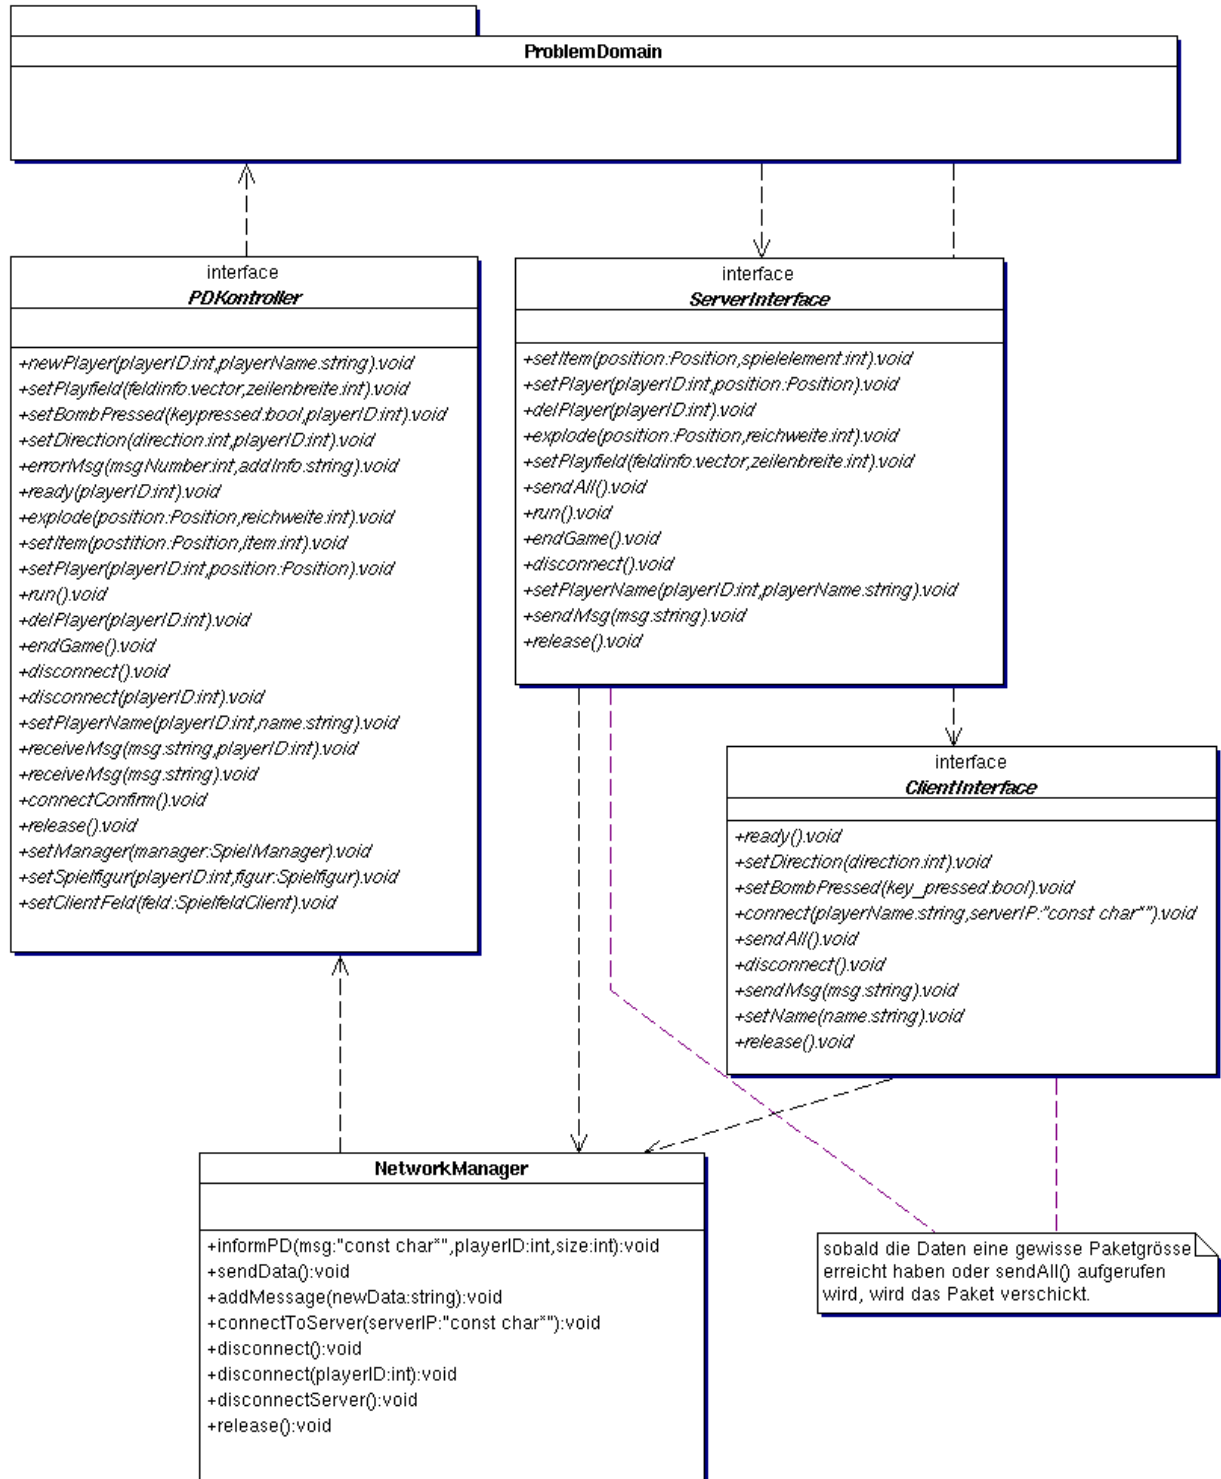 ProblemDomain
interface
PDKontroller
+newPlayer(playerID:int,playerName:string):void
+setPlayfield(feldinfo:vector,zeilenbreite:int):void
+setBombPressed(keypressed:bool,playerID:int):void
+setDirection(direction:int,playerID:int):void
+errorMsg(msgNumber:int,addInfo:string):void
+ready(playerID:int):void
+explode(position:Position,reichweite:int):void
+setItem(postition:Position,item:int):void
+setPlayer(playerID:int,position:Position):void
+run():void
+delPlayer(playerID:int):void
+endGame():void
+disconnect():void
+disconnect(playerID:int):void
+setPlayerName(playerID:int,name:string):void
+receiveMsg(msg:string,playerID:int):void
+receiveMsg(msg:string):void
+connectConfirm():void
+release():void
+setManager(manager:SpielManager):void
+setSpielfigur(playerID:int,figur:Spielfigur):void
+setClientFeld(feld:SpielfeldClient):void
interface
ServerInterface
+setItem(position:Position,spielelement:int):void
+setPlayer(playerID:int,position:Position):void
+delPlayer(playerID:int):void
+explode(position:Position,reichweite:int):void
+setPlayfield(feldinfo:vector,zeilenbreite:int):void
+sendAll():void
+run():void
+endGame():void
+disconnect():void
+setPlayerName(playerID:int,playerName:string):void
+sendMsg(msg:string):void
+release():void
interface
ClientInterface
+ready():void
+setDirection(direction:int):void
+setBombPressed(key_pressed:bool):void
+connect(playerName:string,serverIP:"const char*"):void
+sendAll():void
+disconnect():void
+sendMsg(msg:string):void
+setName(name:string):void
+release():void
NetworkManager
+informPD(msg:"const char*",playerID:int,size:int):void
+sendData():void
+addMessage(newData:string):void
+connectToServer(serverIP:"const char*"):void
+disconnect():void
+disconnect(playerID:int):void
+disconnectServer():void
+release():void
sobald die Daten eine gewisse Paketgrösse
erreicht haben oder sendAll() aufgerufen
wird, wird das Paket verschickt.